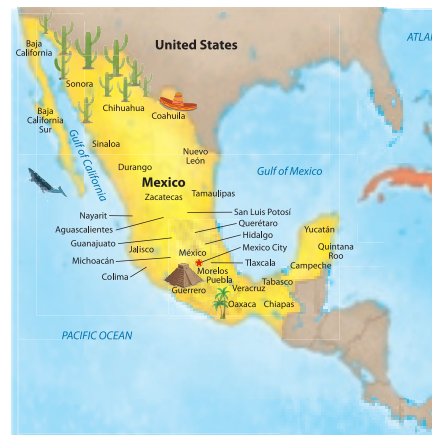 ATLA
United States
Baja
California
Sonora
Chihuahua
Coahuila
Baja
California
Sur
Gulf of California
Sinaloa
Nuevo
León
Durango
Gulf of Mexico
Mexico
Zacatecas
Tamaulipas
Nayarit
San Luis Potosí
Aguascalientes
Querétaro
Yucatán
Guanajuato
Hidalgo
Jalisco
México
Mexico City
Quintana
Roo
Michoacán
Tlaxcala
Campeche
Colima
Morelos
Puebla
Tabasco
Guerrero
Veracruz
Oaxaca
Chiapas
PACIFIC OCEAN